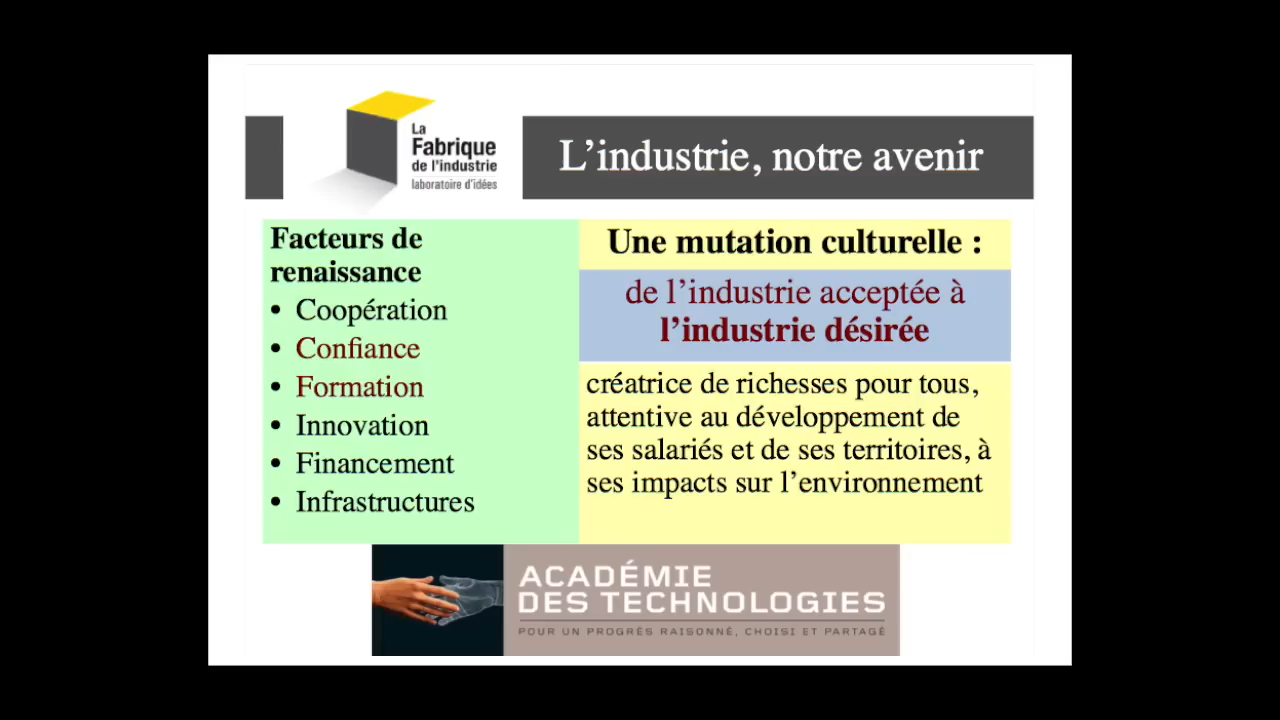 La
Fabrique
de l'industrie
laboratoire d'idées
L'industrie, notre avenir
Facteurs de
renaissance
• Coopération
• Confiance
• Formation
• Innovation
• Financement
• Infrastructures
Une mutation culturelle :
de l'industrie acceptée à
l'industrie désirée
créatrice de richesses pour tous,
attentive au développement de
ses salariés et de ses territoires, à
ses impacts sur l'environnement
ACADÉMIE
DES TECHNOLOGIES
POUR UN PROGRÈS RAISONNÉ, CHOISI ET PARTAGÉ